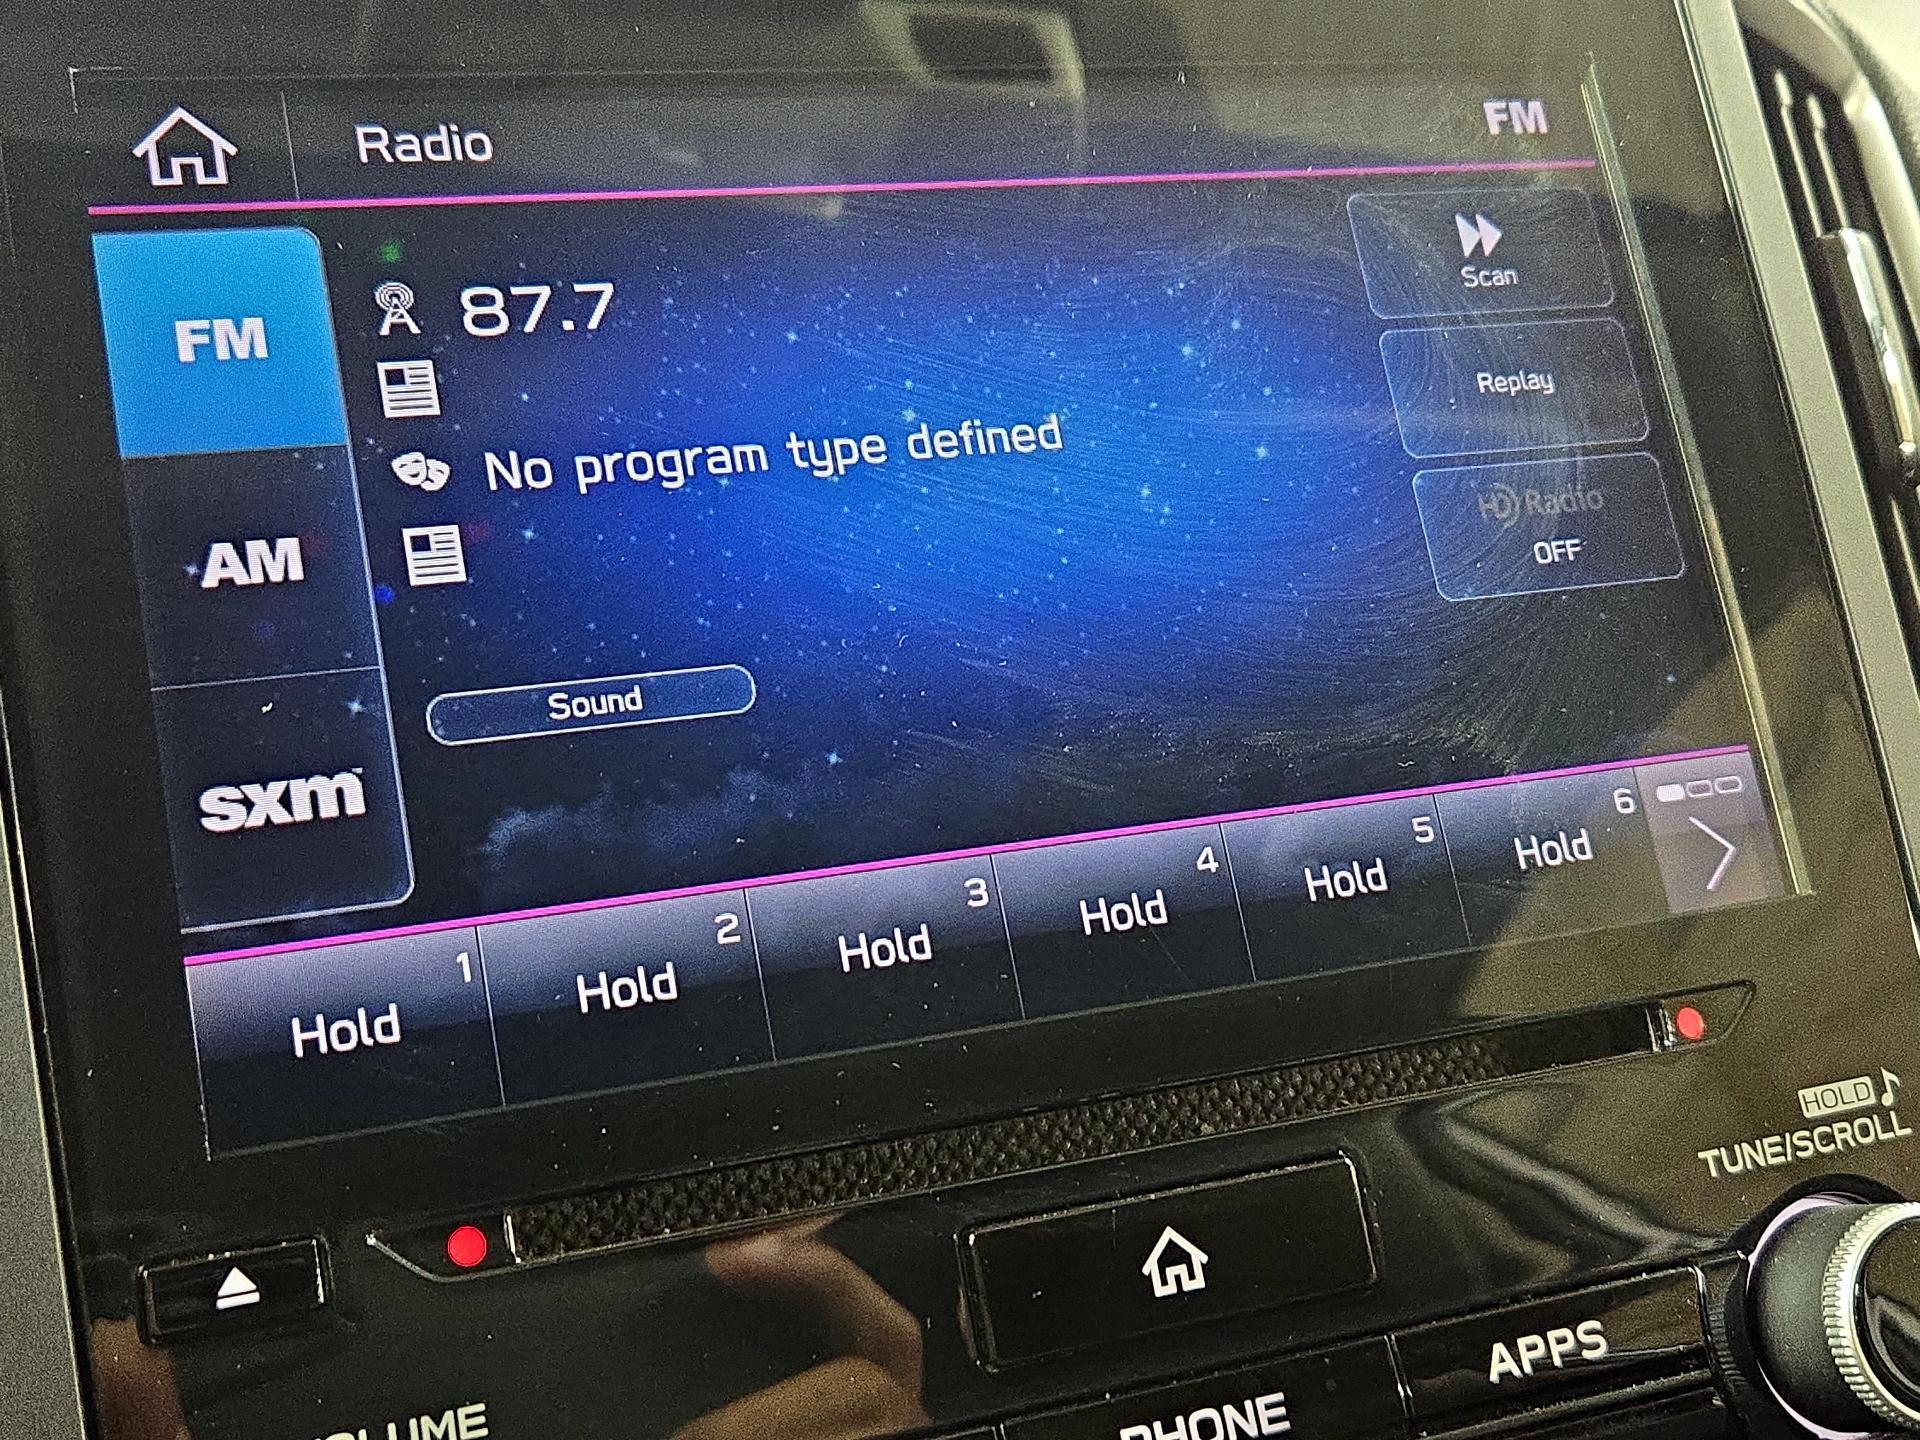 Radio
FM
FM
AM
sxm
87.7
No program type defined
Sound
Scan
Replay
HD Radio
OFF
1
Hold
2
Hold
3
Hold
4
Hold
5
Hold
6
Hold
HOLD
TUNE/SCROLL
APPS
PHONE
VOLUME